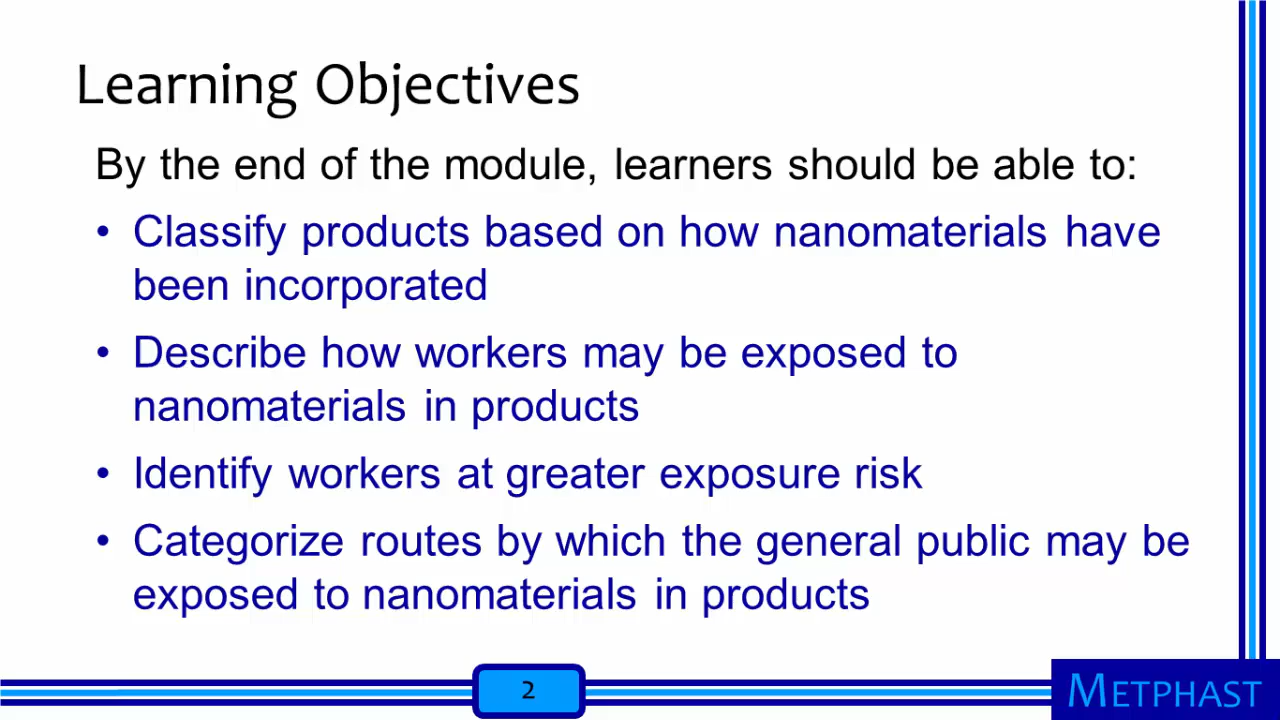 Learning Objectives
By the end of the module, learners should be able to:
• Classify products based on how nanomaterials have
been incorporated
• Describe how workers may be exposed to
nanomaterials in products
• Identify workers at greater exposure risk
• Categorize routes by which the general public may be
exposed to nanomaterials in products
2
METPHAST